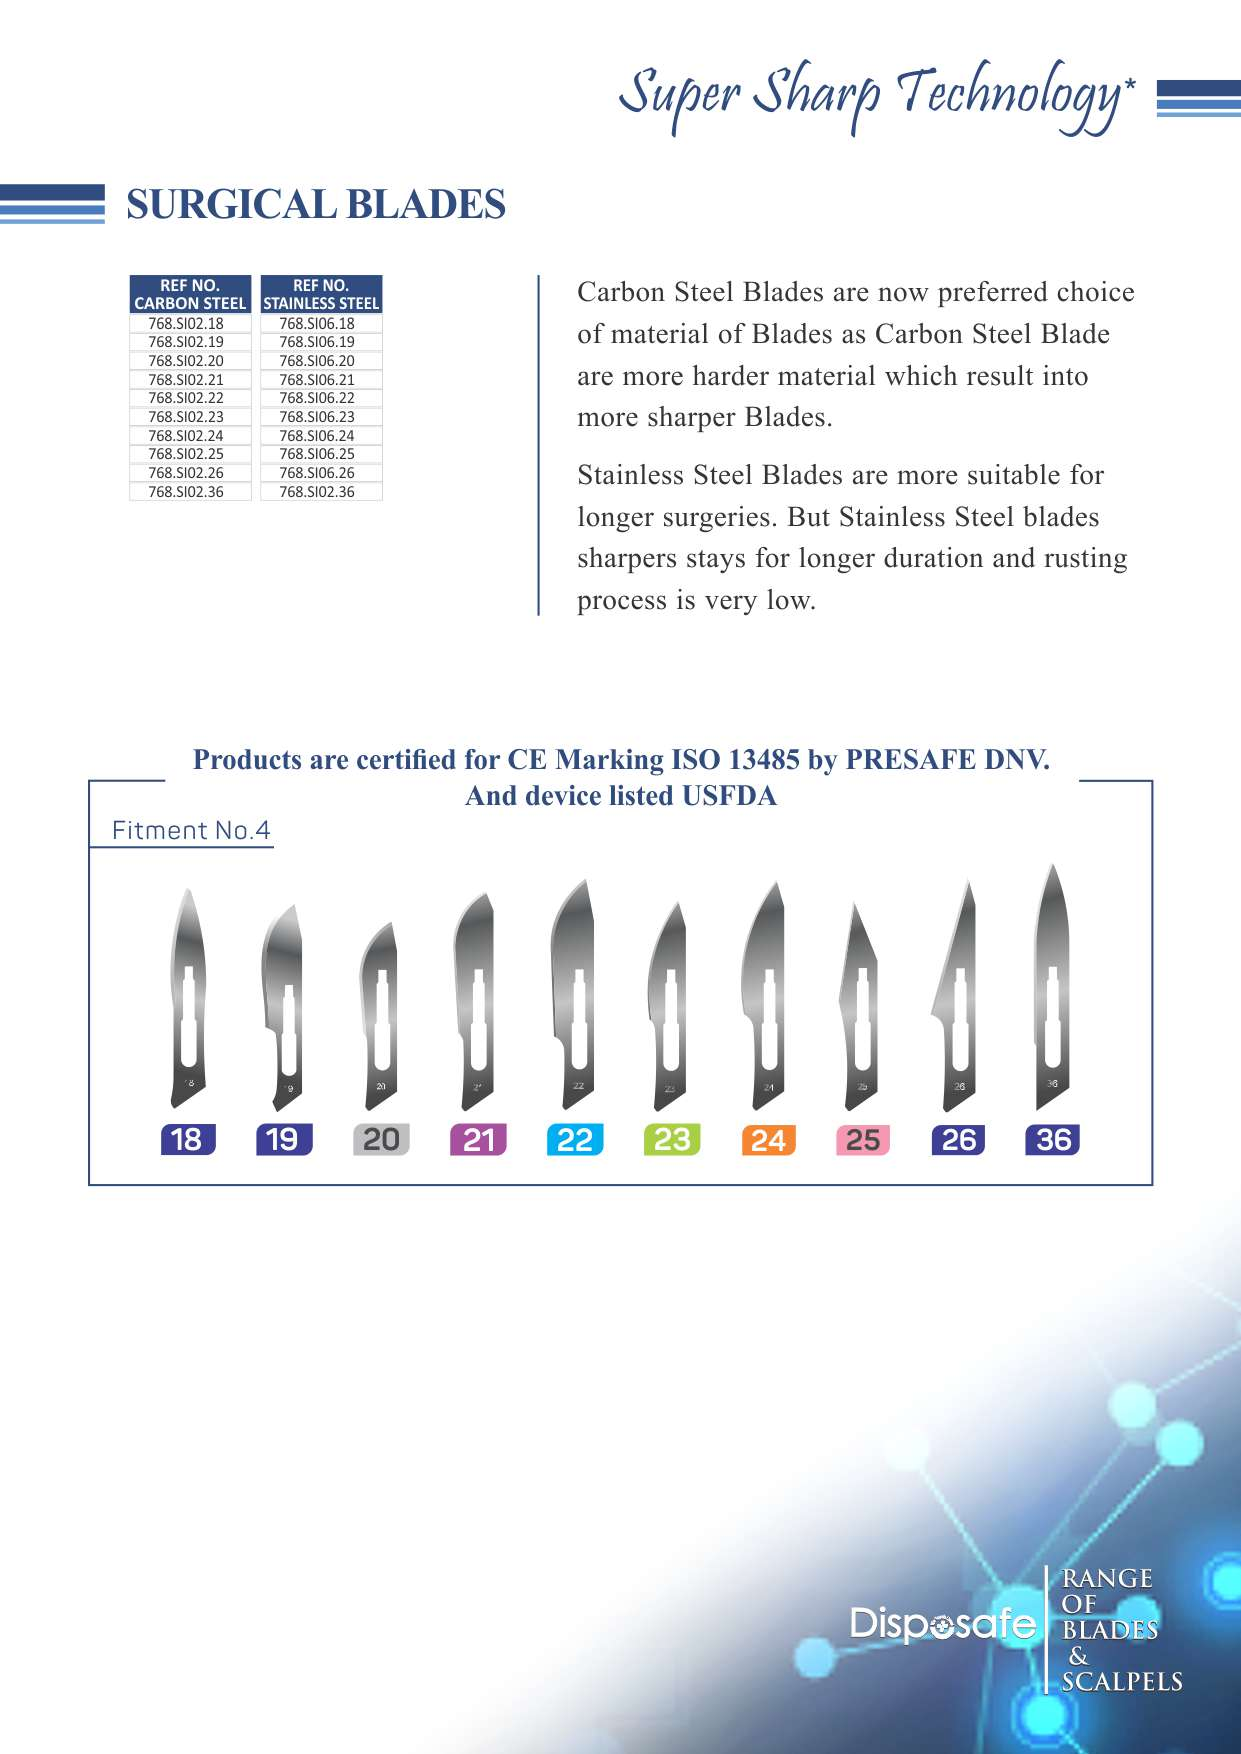 Super Sharp Technology*
SURGICAL BLADES
REF NO. CARBON STEEL
REF NO. STAINLESS STEEL
768.SI02.18 768.SI06.18
768.SI02.19 768.SI06.19
768.SI02.20 768.SI06.20
768.SI02.21 768.SI06.21
768.SI02.22 768.SI06.22
768.SI02.23 768.SI06.23
768.SI02.24 768.SI06.24
768.SI02.25 768.SI06.25
768.SI02.26 768.SI06.26
768.SI02.36 768.SI02.36
Carbon Steel Blades are now preferred choice
of material of Blades as Carbon Steel Blade
are more harder material which result into
more sharper Blades.
Stainless Steel Blades are more suitable for
longer surgeries. But Stainless Steel blades
sharpers stays for longer duration and rusting
process is very low.
Products are certified for CE Marking ISO 13485 by PRESAFE DNV.
And device listed USFDA
Fitment No.4
20 22 23 24 25 26 36
18 19 20 21 22 23 24 25 26 36
Disposafe
RANGE
OF
BLADES
&
SCALPELS